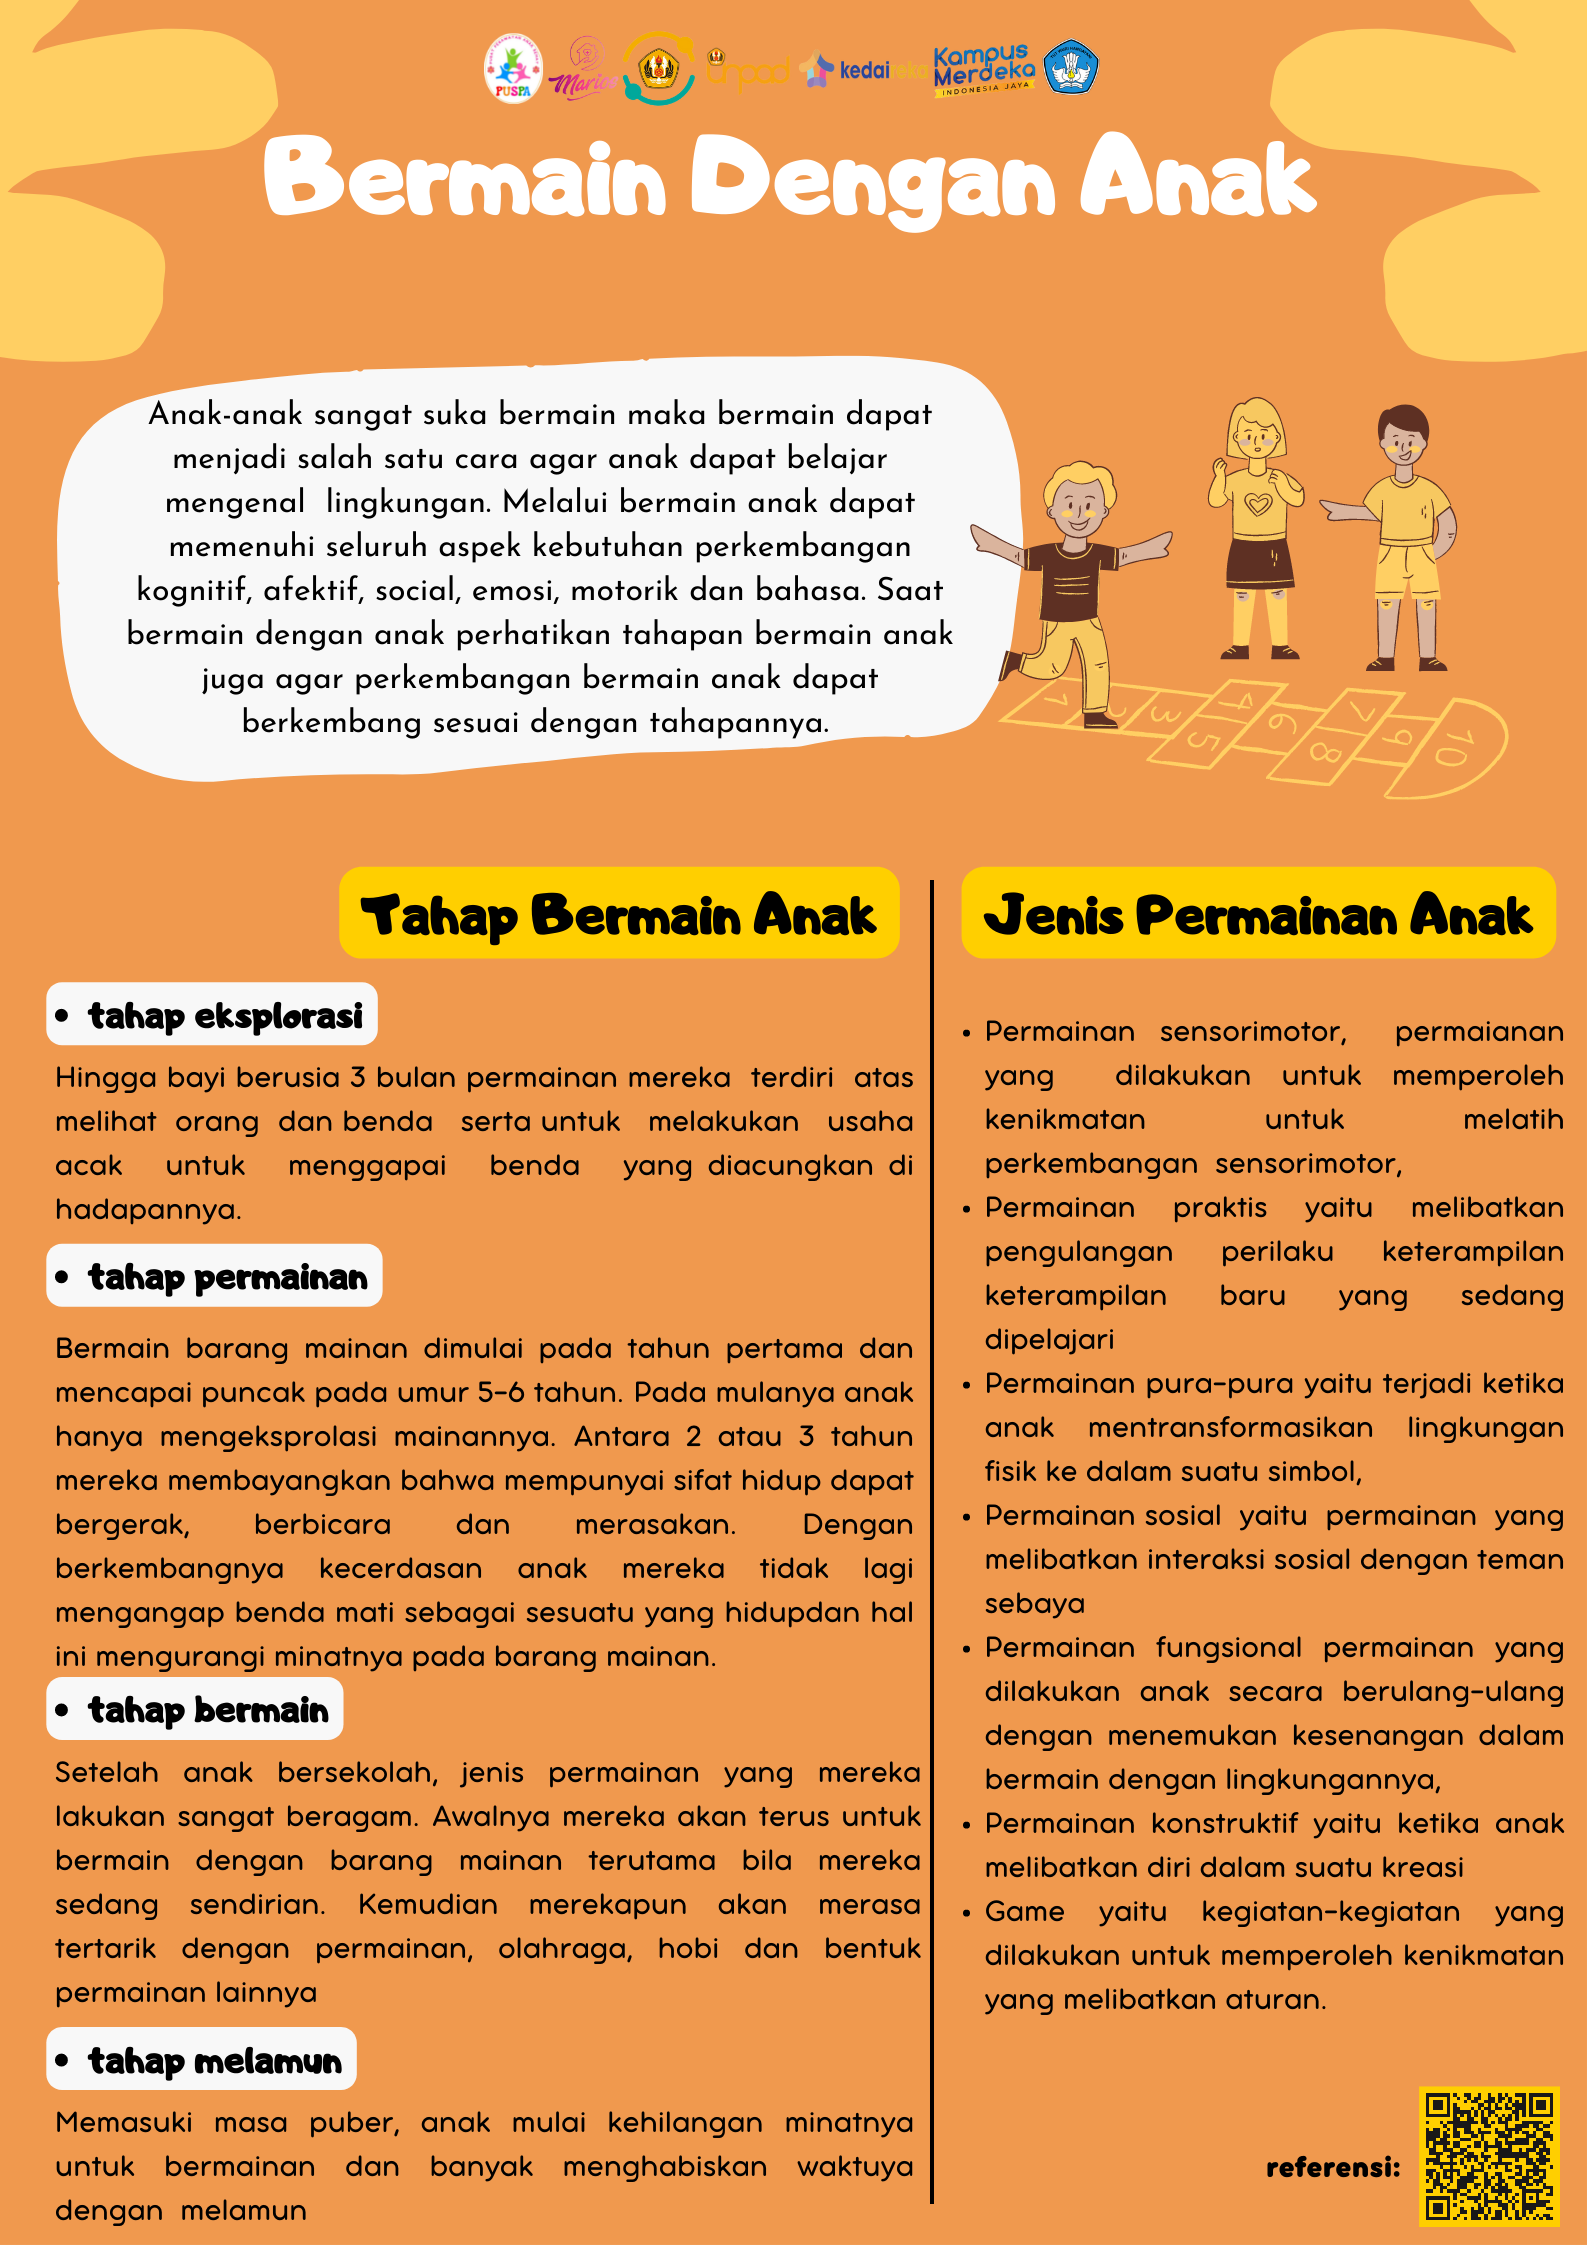 PUSPA
Marion
unpad
kedaireka
Kampus
Merdeka
INDONESIA JAYA
Bermain Dengan Anak
Anak-anak sangat suka bermain maka bermain dapat
menjadi salah satu cara agar anak dapat belajar
mengenal lingkungan. Melalui bermain anak dapat
memenuhi seluruh aspek kebutuhan perkembangan
kognitif, afektif, social, emosi, motorik dan bahasa. Saat
bermain dengan anak perhatikan tahapan bermain anak
juga agar perkembangan bermain anak dapat
berkembang sesuai dengan tahapannya.
1 2 3 4 5 6 7 8 9 10
Tahap Bermain Anak
• tahap eksplorasi
Hingga bayi berusia 3 bulan permainan mereka terdiri atas
melihat orang dan benda serta untuk melakukan usaha
acak untuk menggapai benda yang diacungkan di
hadapannya.
• tahap permainan
Bermain barang mainan dimulai pada tahun pertama dan
mencapai puncak pada umur 5-6 tahun. Pada mulanya anak
hanya mengeksprolasi mainannya. Antara 2 atau 3 tahun
mereka membayangkan bahwa mempunyai sifat hidup dapat
bergerak, berbicara dan merasakan. Dengan
berkembangnya kecerdasan anak mereka tidak lagi
mengangap benda mati sebagai sesuatu yang hidupdan hal
ini mengurangi minatnya pada barang mainan.
• tahap bermain
Setelah anak bersekolah, jenis permainan yang mereka
lakukan sangat beragam. Awalnya mereka akan terus untuk
bermain dengan barang mainan terutama bila mereka
sedang sendirian. Kemudian merekapun akan merasa
tertarik dengan permainan, olahraga, hobi dan bentuk
permainan lainnya
• tahap melamun
Memasuki masa puber, anak mulai kehilangan minatnya
untuk bermainan dan banyak menghabiskan waktuya
dengan melamun
Jenis Permainan Anak
• Permainan sensorimotor, permaianan
yang dilakukan untuk memperoleh
kenikmatan untuk melatih
perkembangan sensorimotor,
• Permainan praktis yaitu melibatkan
pengulangan perilaku keterampilan
keterampilan baru yang sedang
dipelajari
• Permainan pura-pura yaitu terjadi ketika
anak mentransformasikan lingkungan
fisik ke dalam suatu simbol,
• Permainan sosial yaitu permainan yang
melibatkan interaksi sosial dengan teman
sebaya
• Permainan fungsional permainan yang
dilakukan anak secara berulang-ulang
dengan menemukan kesenangan dalam
bermain dengan lingkungannya,
• Permainan konstruktif yaitu ketika anak
melibatkan diri dalam suatu kreasi
• Game yaitu kegiatan-kegiatan yang
dilakukan untuk memperoleh kenikmatan
yang melibatkan aturan.
referensi: